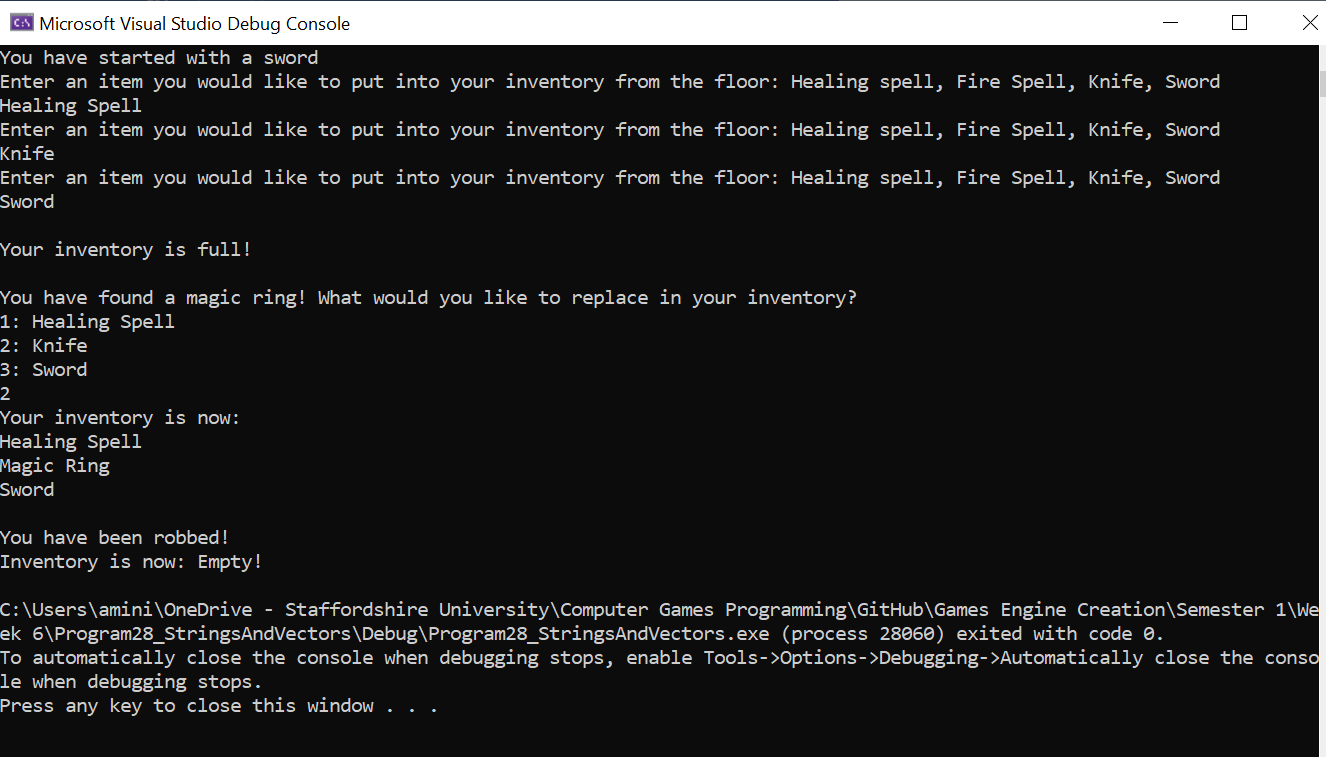 Microsoft Visual Studio Debug Console
You have started with a sword
Enter an item you would like to put into your inventory from the floor: Healing spell, Fire Spell, Knife, Sword
Healing Spell
Enter an item you would like to put into your inventory from the floor: Healing spell, Fire Spell, Knife, Sword
Knife
Enter an item you would like to put into your inventory from the floor: Healing spell, Fire Spell, Knife, Sword
Sword
Your inventory is full!
You have found a magic ring! What would you like to replace in your inventory?
1: Healing Spell
2: Knife
3: Sword
2
Your inventory is now:
Healing Spell
Magic Ring
Sword
You have been robbed!
Inventory is now: Empty!
C:\Users\amini\OneDrive - Staffordshire University\Computer Games Programming\GitHub\Games Engine Creation\Semester 1\We
ek 6\Program28_StringsAndVectors\Debug\Program28_StringsAndVectors.exe (process 28060) exited with code 0.
To automatically close the console when debugging stops, enable Tools->Options->Debugging->Automatically close the conso
le when debugging stops.
Press any key to close this window . . .